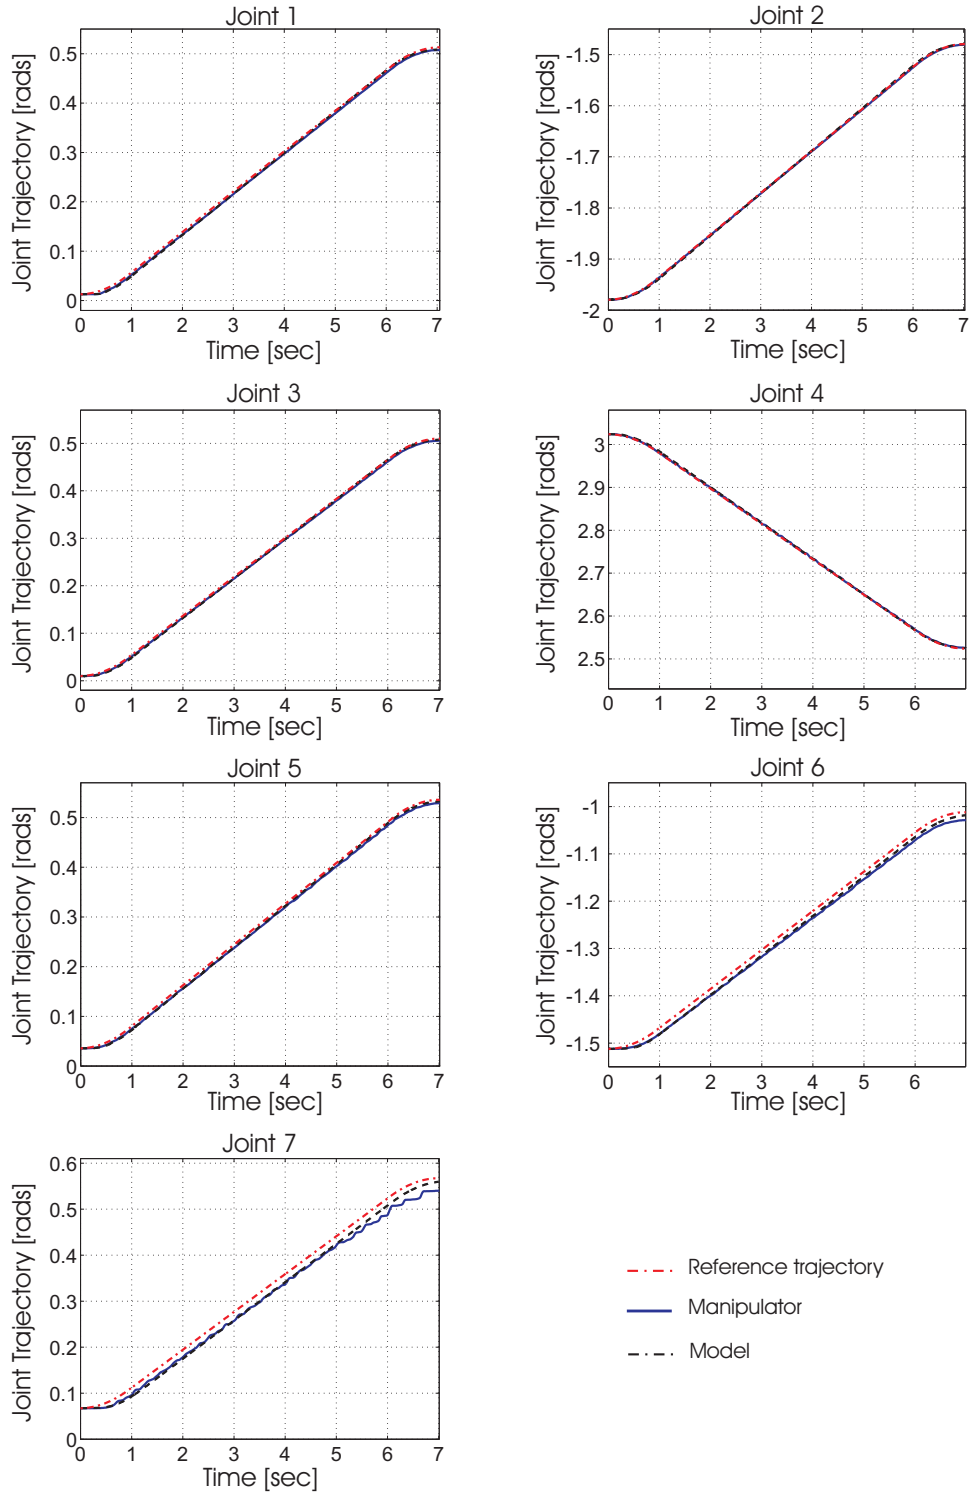 Joint 1
Joint Trajectory [rads]
0.5
0.4
0.3
0.2
0.1
0
0 1 2 3 4 5 6 7
Time [sec]
Joint 2
Joint Trajectory [rads]
-1.5
-1.6
-1.7
-1.8
-1.9
-2
0 1 2 3 4 5 6 7
Time [sec]
Joint 3
Joint Trajectory [rads]
0.5
0.4
0.3
0.2
0.1
0
0 1 2 3 4 5 6 7
Time [sec]
Joint 4
Joint Trajectory [rads]
3
2.9
2.8
2.7
2.6
2.5
0 1 2 3 4 5 6
Time [sec]
Joint 5
Joint Trajectory [rads]
0.5
0.4
0.3
0.2
0.1
0
0 1 2 3 4 5 6 7
Time [sec]
Joint 6
Joint Trajectory [rads]
-1
-1.1
-1.2
-1.3
-1.4
-1.5
0 1 2 3 4 5 6
Time [sec]
Joint 7
Joint Trajectory [rads]
0.6
0.5
0.4
0.3
0.2
0.1
0
0 1 2 3 4 5 6 7
Time [sec]
Reference trajectory
Manipulator
Model